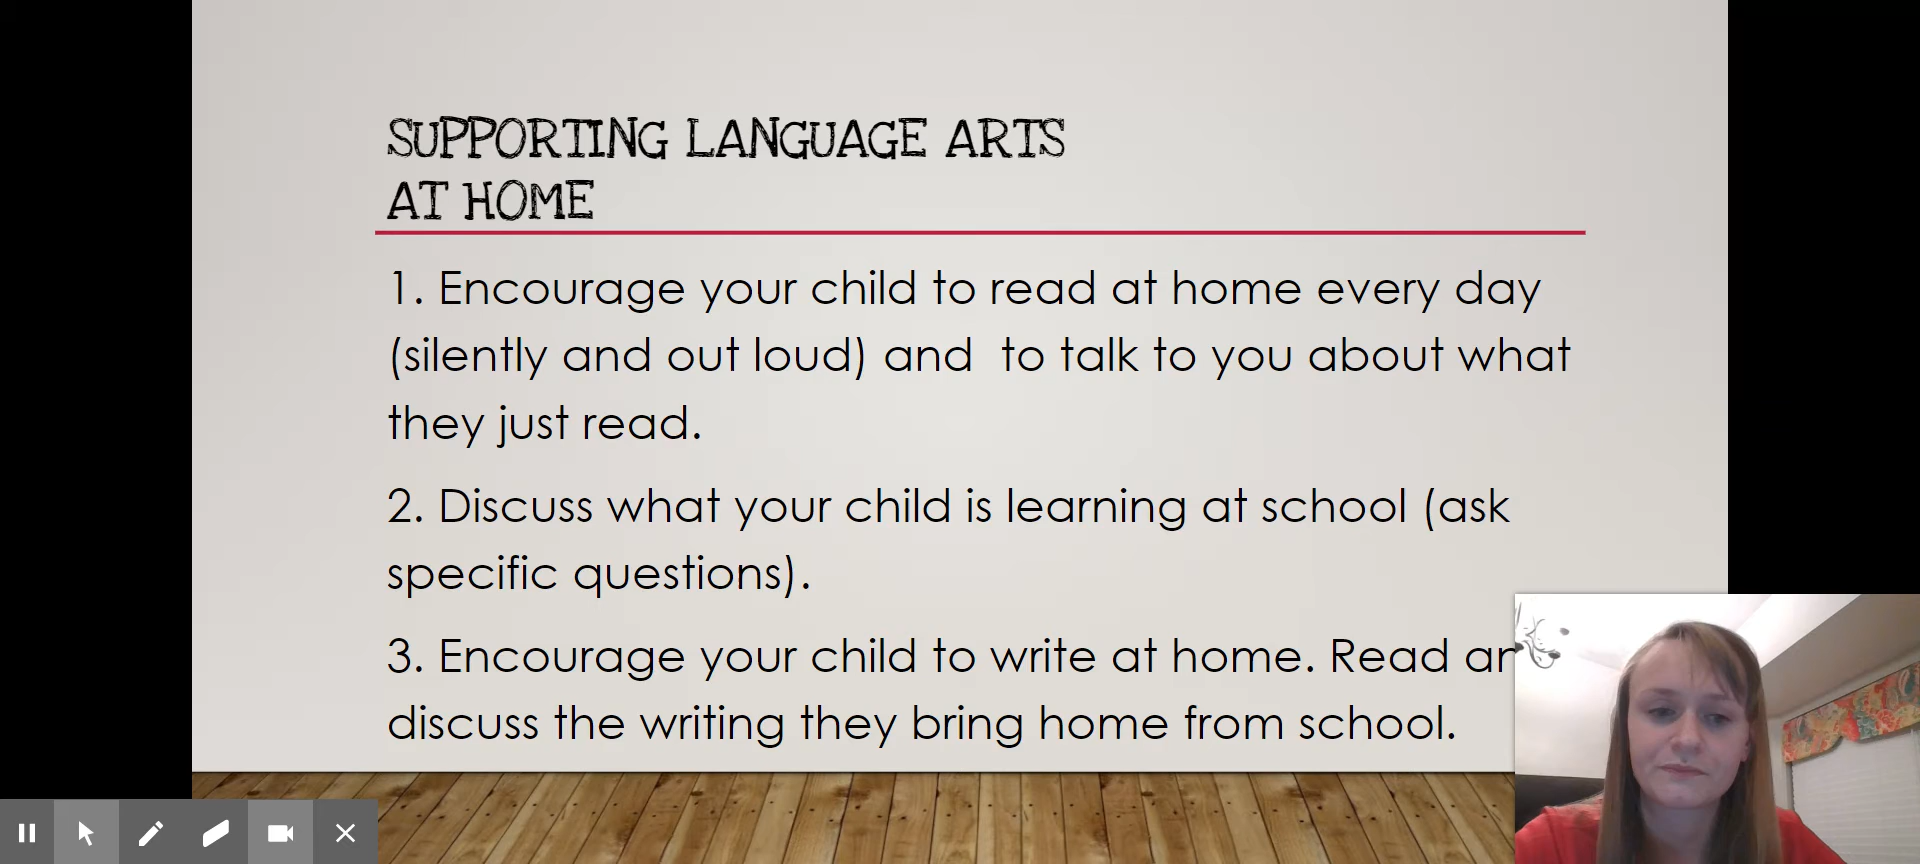 SUPPORTING LANGUAGE ARTS
AT HOME
1. Encourage your child to read at home every day
(silently and out loud) and  to talk to you about what
they just read.
2. Discuss what your child is learning at school (ask
specific questions).
3. Encourage your child to write at home. Read
discuss the writing they bring home from school.